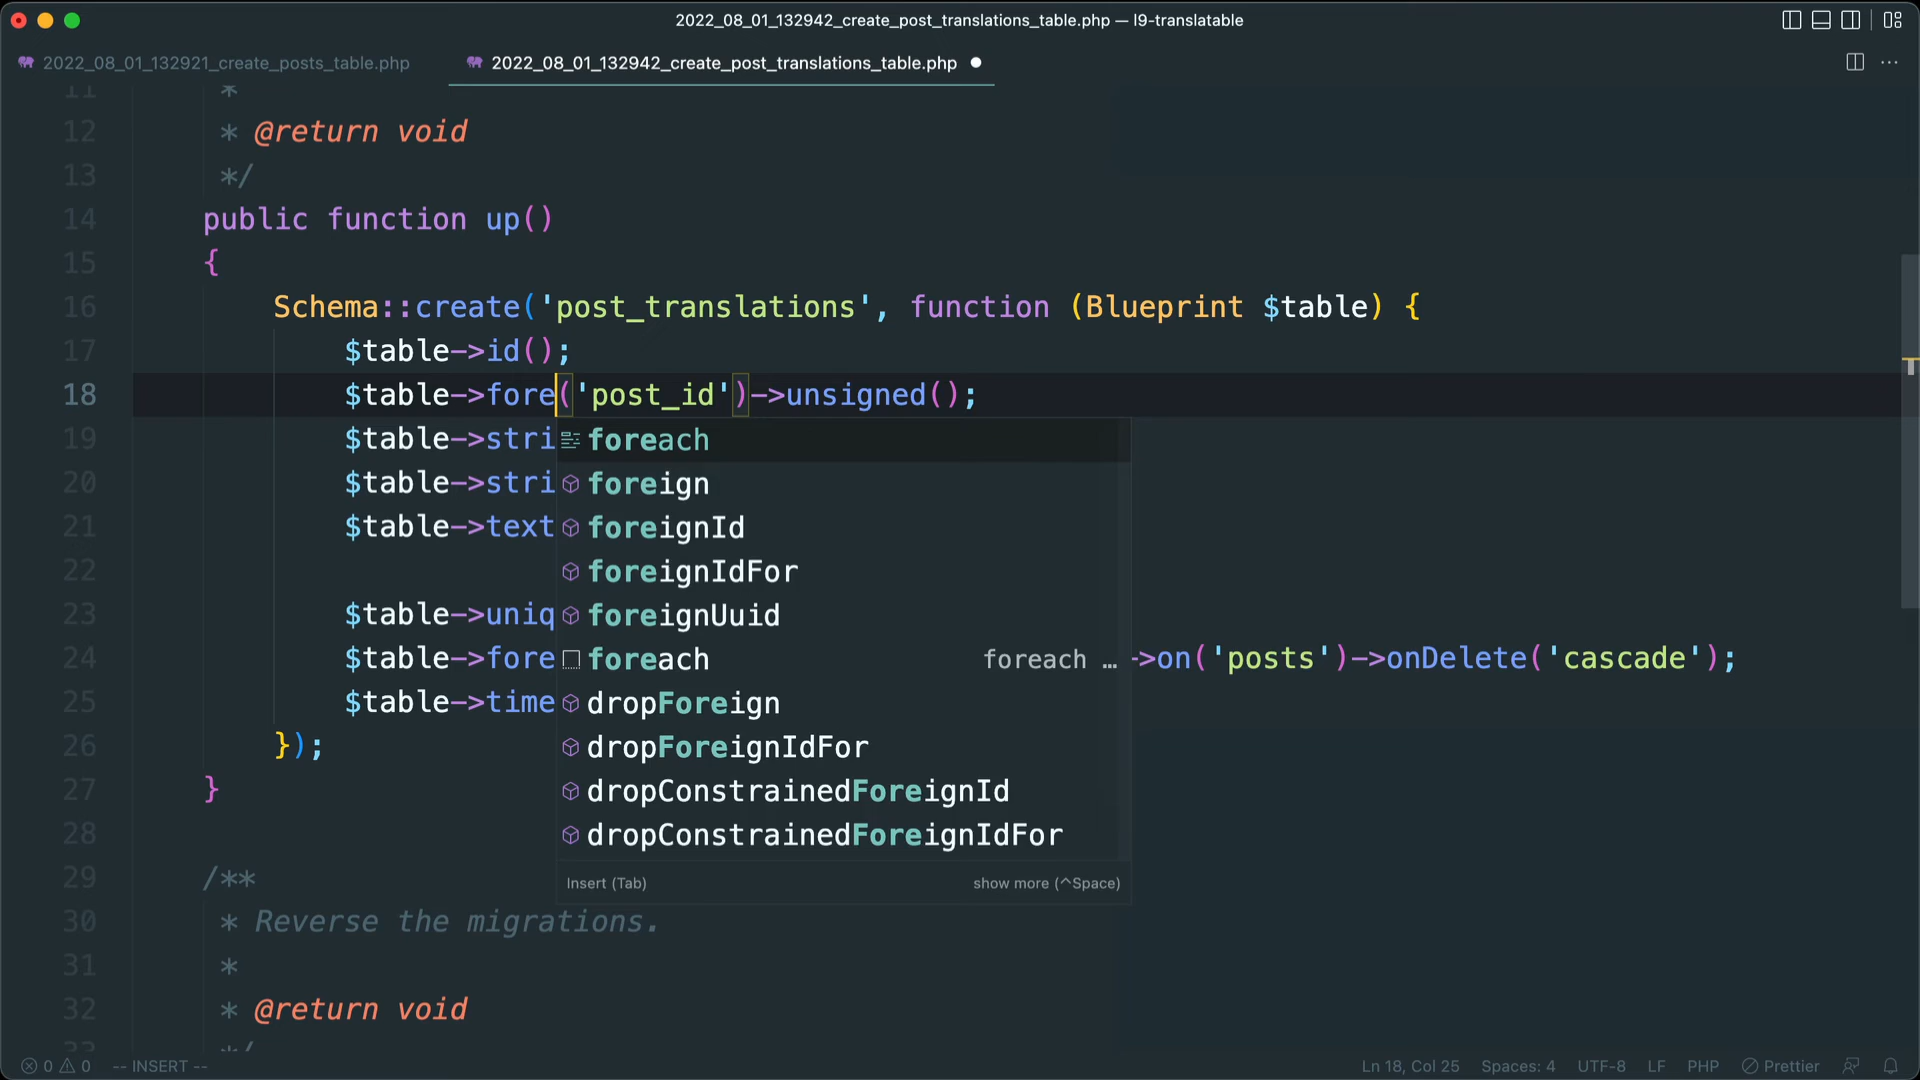 2022_08_01_132942_create_post_translations_table.php — l9-translatable
2022_08_01_132921_create_posts_table.php
2022_08_01_132942_create_post_translations_table.php
11 *
12 * @return void
13 */
14 public function up()
15 {
16 Schema::create('post_translations', function (Blueprint $table) {
17 $table->id();
18 $table->fore('post_id')->unsigned();
19 $table->stri
20 $table->stri
21 $table->text
22
23 $table->uniq
24 $table->fore ->on('posts')->onDelete('cascade');
25 $table->time
26 });
27 }
28
29 /**
30 * Reverse the migrations.
31 *
32 * @return void
33 */
foreach
foreign
foreignId
foreignIdFor
foreignUuid
foreach foreach …
dropForeign
dropForeignIdFor
dropConstrainedForeignId
dropConstrainedForeignIdFor
Insert (Tab) show more (^Space)
0 0 -- INSERT -- Ln 18, Col 25 Spaces: 4 UTF-8 LF PHP Prettier